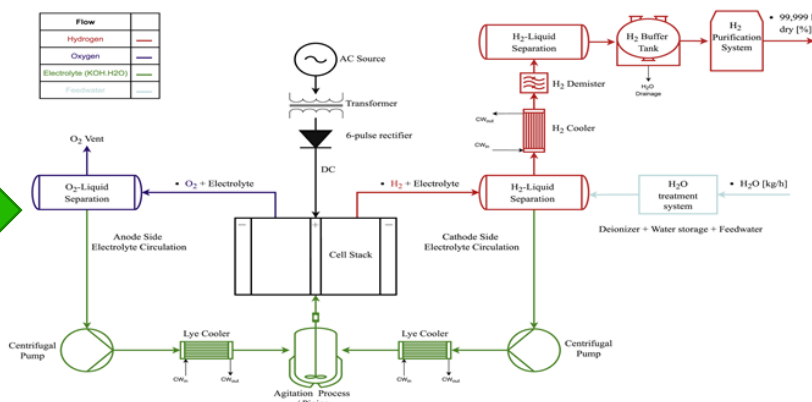 Flow
Hydrogen
Oxygen
Electrolyte (KOH.H2O)
Feedwater
AC Source
Transformer
6-pulse rectifier
DC
H2-Liquid
Separation
H2 Buffer
Tank
H2
Purification
System
• 99,999
dry [%]
H2O
Drainage
H2 Demister
CWout
H2 Cooler
CWin
O2 Vent
O2-Liquid
Separation
• O2 + Electrolyte
• H2 + Electrolyte
H2-Liquid
Separation
H2O
treatment
system
• H2O [kg/h]
Deionizer + Water storage + Feedwater
Anode Side
Electrolyte Circulation
Cell Stack
Cathode Side
Electrolyte Circulation
Centrifugal
Pump
Lye Cooler
CWin
CWout
Lye Cooler
CWin
CWout
Centrifugal
Pump
Agitation Process